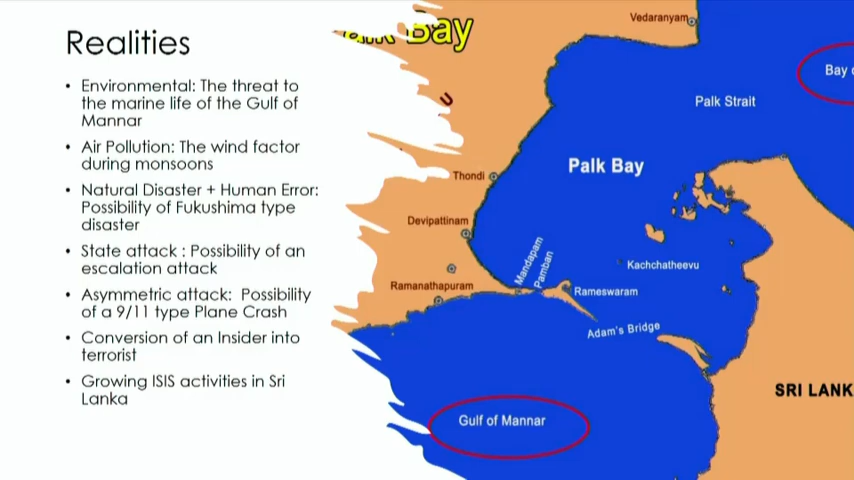 Realities
• Environmental: The threat to
the marine life of the Gulf of
Mannar
• Air Pollution: The wind factor
during monsoons
• Natural Disaster + Human Error:
Possibility of Fukushima type
disaster
• State attack : Possibility of an
escalation attack
• Asymmetric attack: Possibility
of a 9/11 type Plane Crash
• Conversion of an Insider into
terrorist
• Growing ISIS activities in Sri
Lanka
Bay
U
Vedaranyam
Bay
Palk Strait
Palk Bay
Thondi
Devipattinam
Mandapam
Pamban
Kachchatheevu
Ramanathapuram
Rameswaram
Adam's Bridge
SRI LANK
Gulf of Mannar